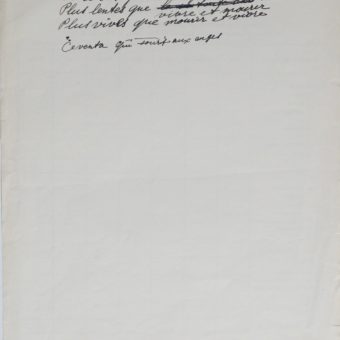 Plus lentes que vivre et mourir
Plus vives que mourir et vivre
qui sourit aux anges